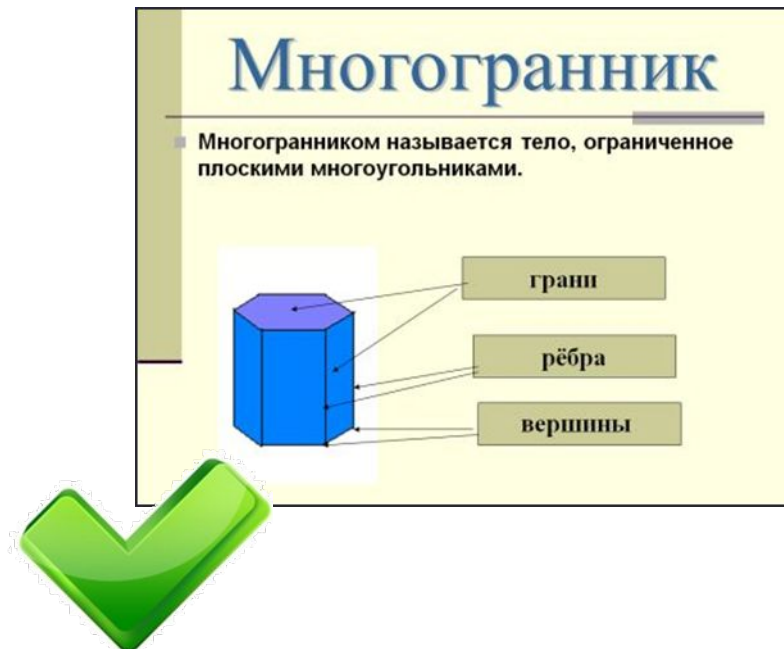 Многогранник
Многогранником называется тело, ограниченное
плоскими многоугольниками.
грани
рёбра
вершины